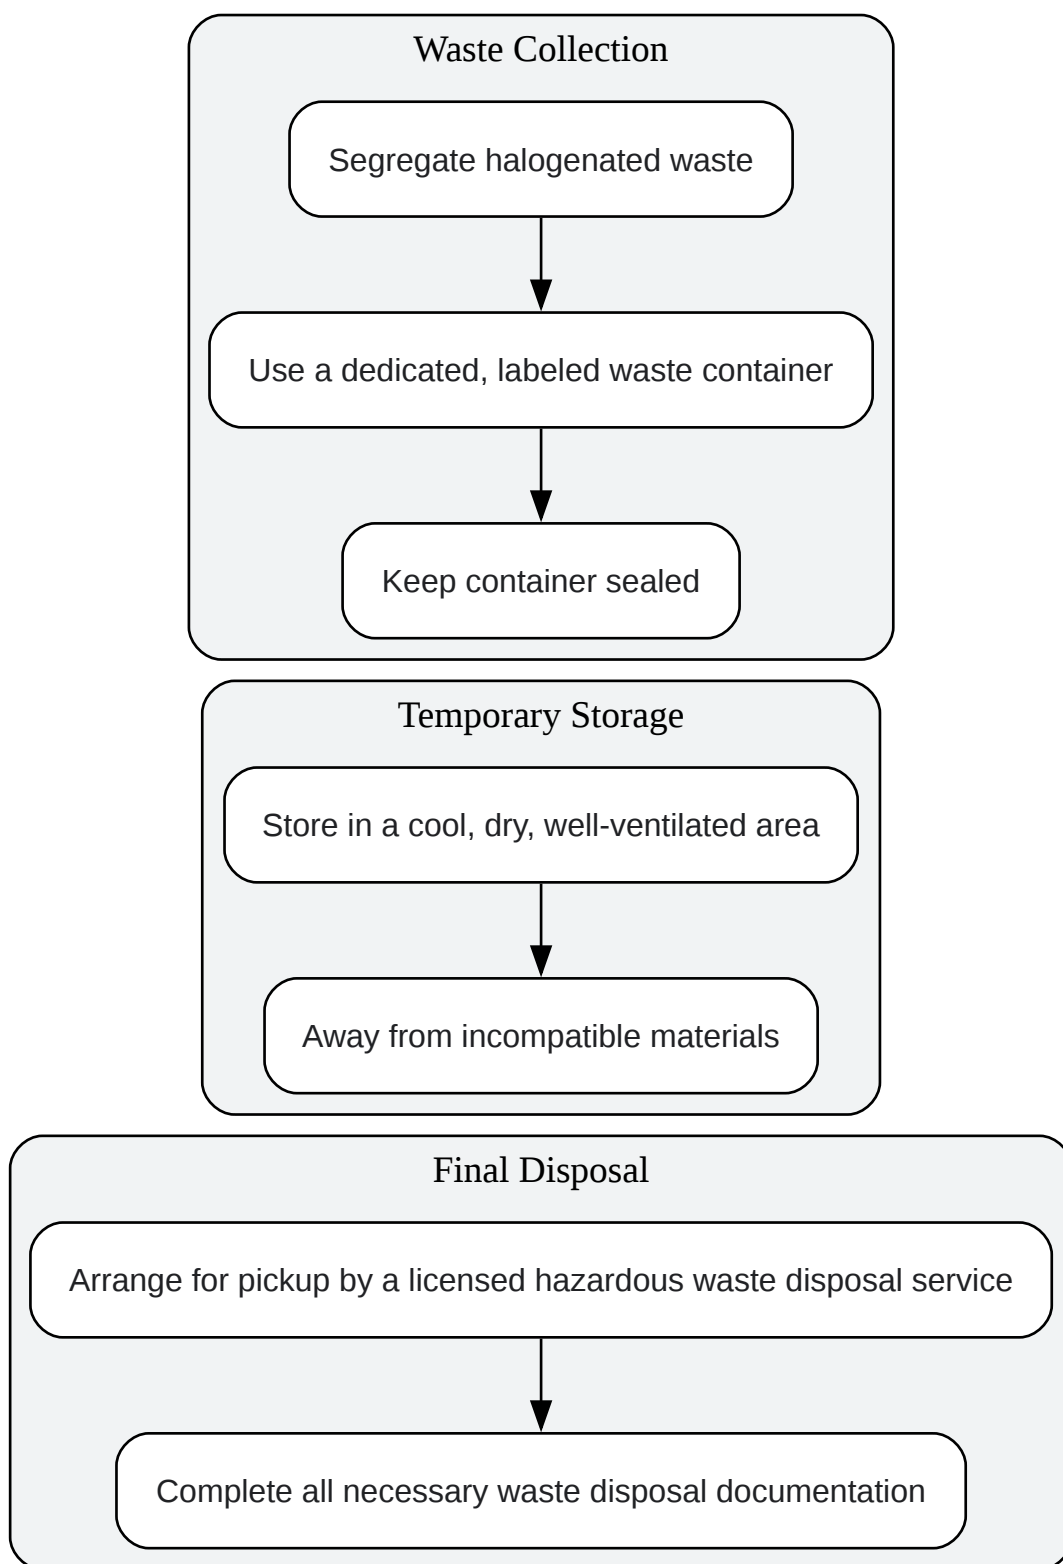 Waste Collection
Segregate halogenated waste
Use a dedicated, labeled waste container
Keep container sealed
Temporary Storage
Store in a cool, dry, well-ventilated area
Away from incompatible materials
Final Disposal
Arrange for pickup by a licensed hazardous waste disposal service
Complete all necessary waste disposal documentation